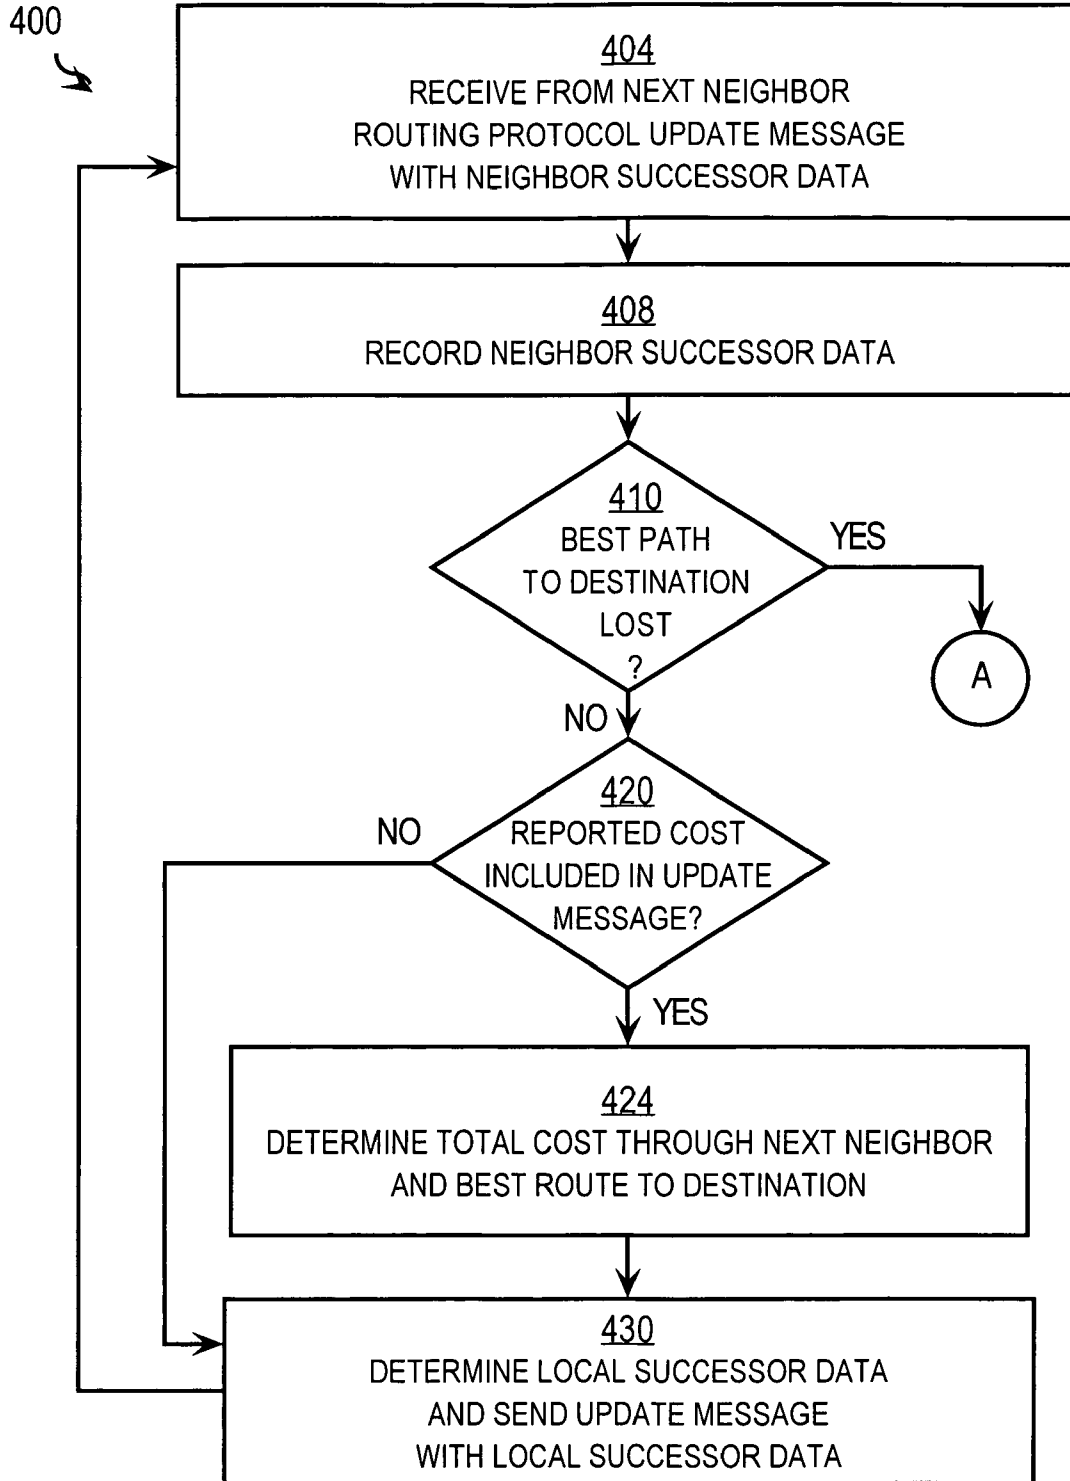 400
404
RECEIVE FROM NEXT NEIGHBOR
ROUTING PROTOCOL UPDATE MESSAGE
WITH NEIGHBOR SUCCESSOR DATA
408
RECORD NEIGHBOR SUCCESSOR DATA
410
BEST PATH
TO DESTINATION
LOST
?
YES
A
NO
420
REPORTED COST
INCLUDED IN UPDATE
MESSAGE?
NO
YES
424
DETERMINE TOTAL COST THROUGH NEXT NEIGHBOR
AND BEST ROUTE TO DESTINATION
430
DETERMINE LOCAL SUCCESSOR DATA
AND SEND UPDATE MESSAGE
WITH LOCAL SUCCESSOR DATA